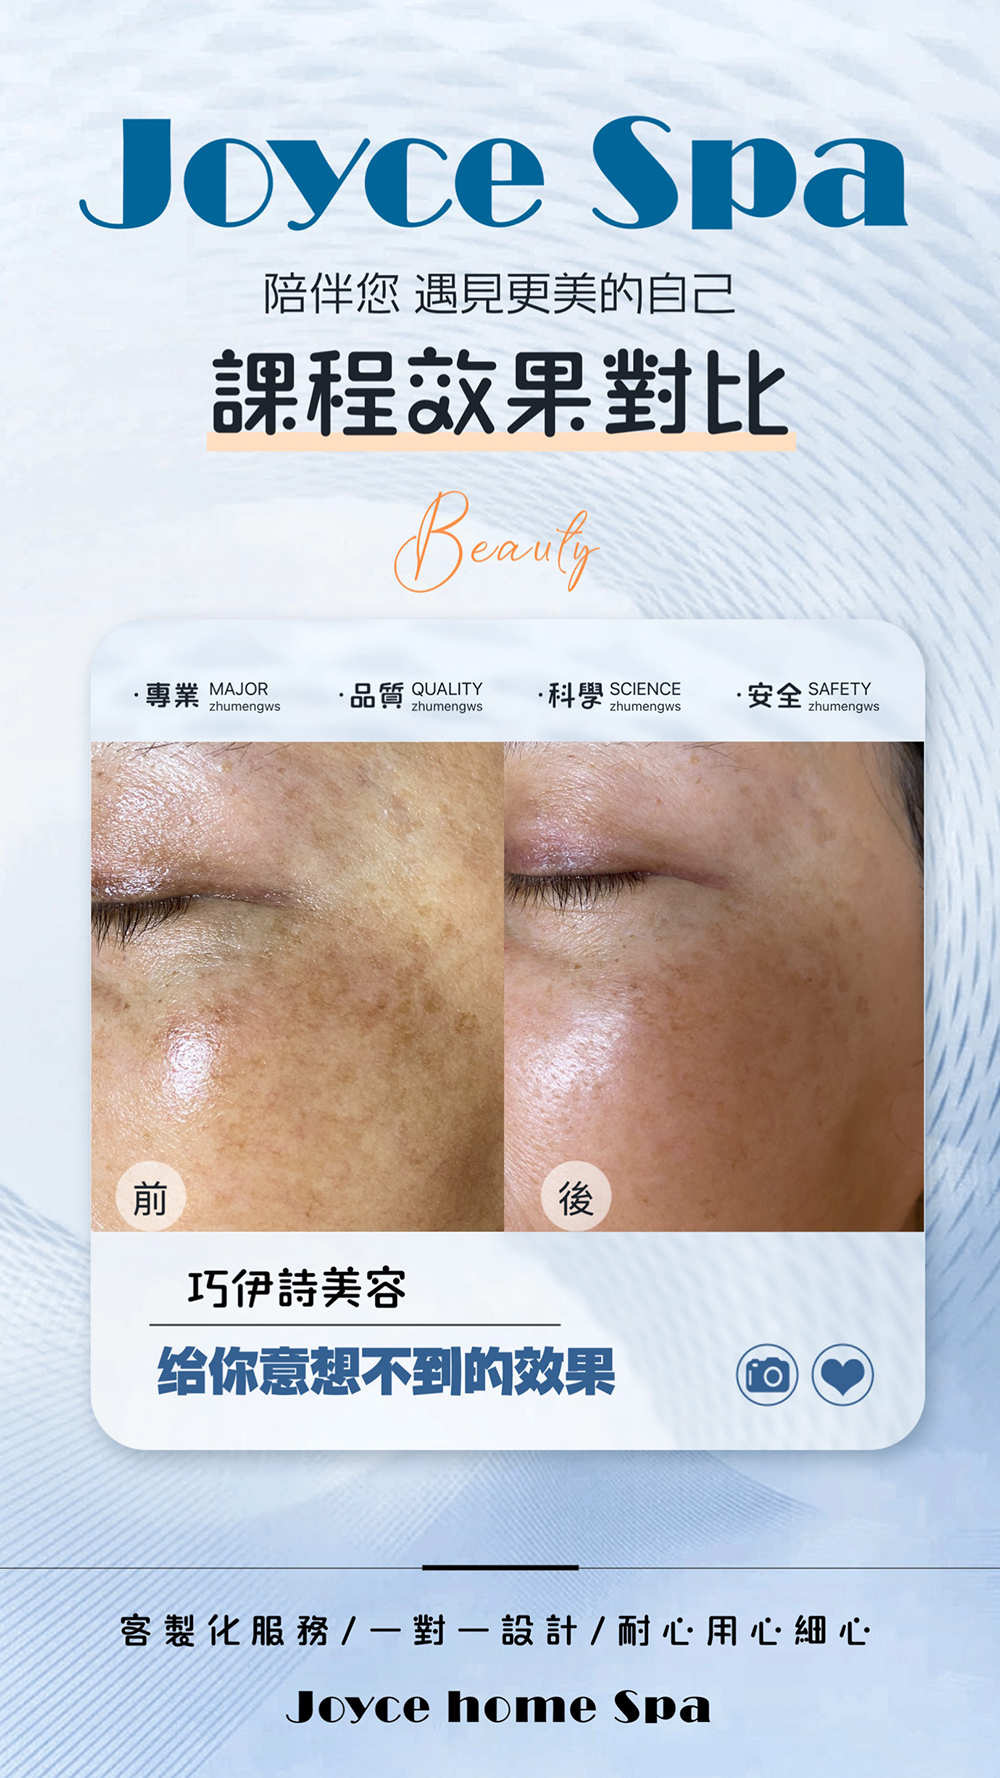 Joyce Spa
陪伴您 遇見更美的自己
課程效果對比
Beauty
·專業 MAJOR zhumengws
·品質 QUALITY zhumengws
·科學 SCIENCE zhumengws
·安全 SAFETY zhumengws
前
後
巧伊詩美容
给你意想不到的效果
客製化服務/一對一設計/耐心用心細心
Joyce home Spa